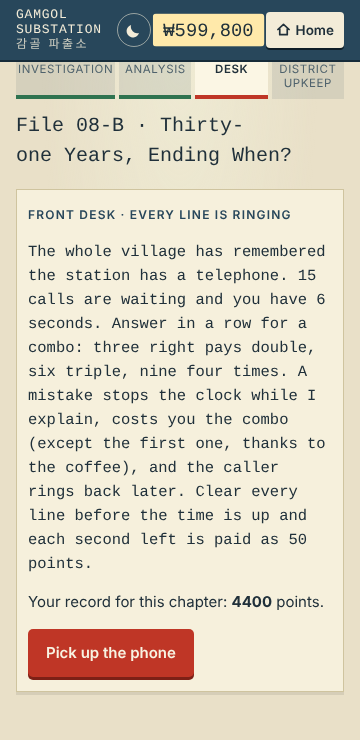 GAMGOL
SUBSTATION
감골 파출소
₩599,800
Home
INVESTIGATION
ANALYSIS
DESK
DISTRICT
UPKEEP
File 08-B · Thirty-
one Years, Ending When?
FRONT DESK · EVERY LINE IS RINGING
The whole village has remembered
the station has a telephone. 15
calls are waiting and you have 6
seconds. Answer in a row for a
combo: three right pays double,
six triple, nine four times. A
mistake stops the clock while I
explain, costs you the combo
(except the first one, thanks to
the coffee), and the caller
rings back later. Clear every
line before the time is up and
each second left is paid as 50
points.
Your record for this chapter: 4400 points.
Pick up the phone